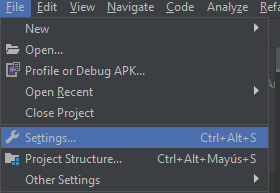 File Edit View Navigate Code Analyze Refa
New
Open...
Profile or Debug APK...
Open Recent
Close Project
Settings... Ctrl+Alt+S
Project Structure... Ctrl+Alt+Mayús+S
Other Settings